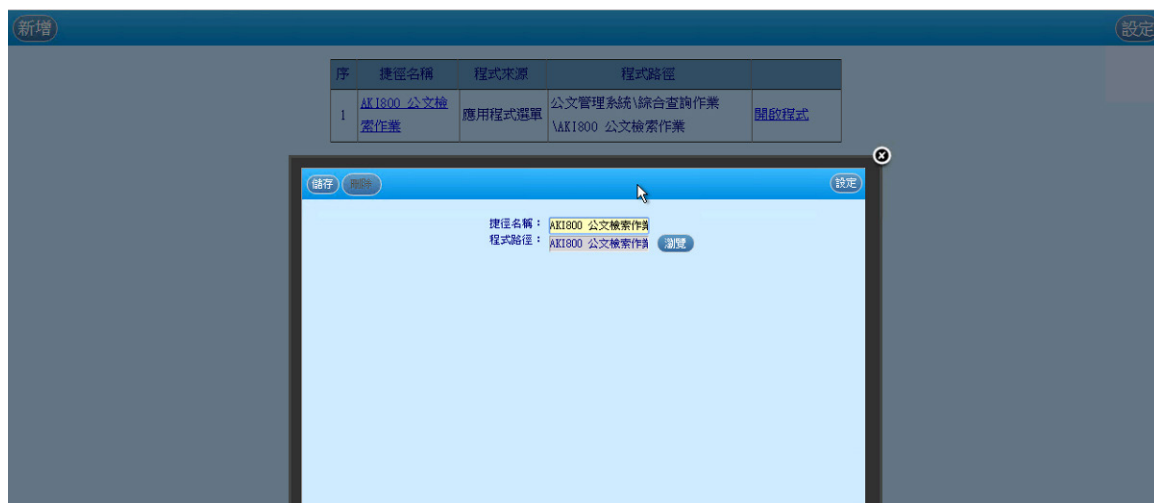 新增
設定
序 捷徑名稱 程式來源 程式路徑
1 AKI800 公文檢索作業 應用程式選單 公文管理系統\綜合查詢作業\AKI800 公文檢索作業 開啟程式
儲存 刪除 設定
捷徑名稱： AKI800 公文檢索作業
程式路徑： AKI800 公文檢索作業 瀏覽